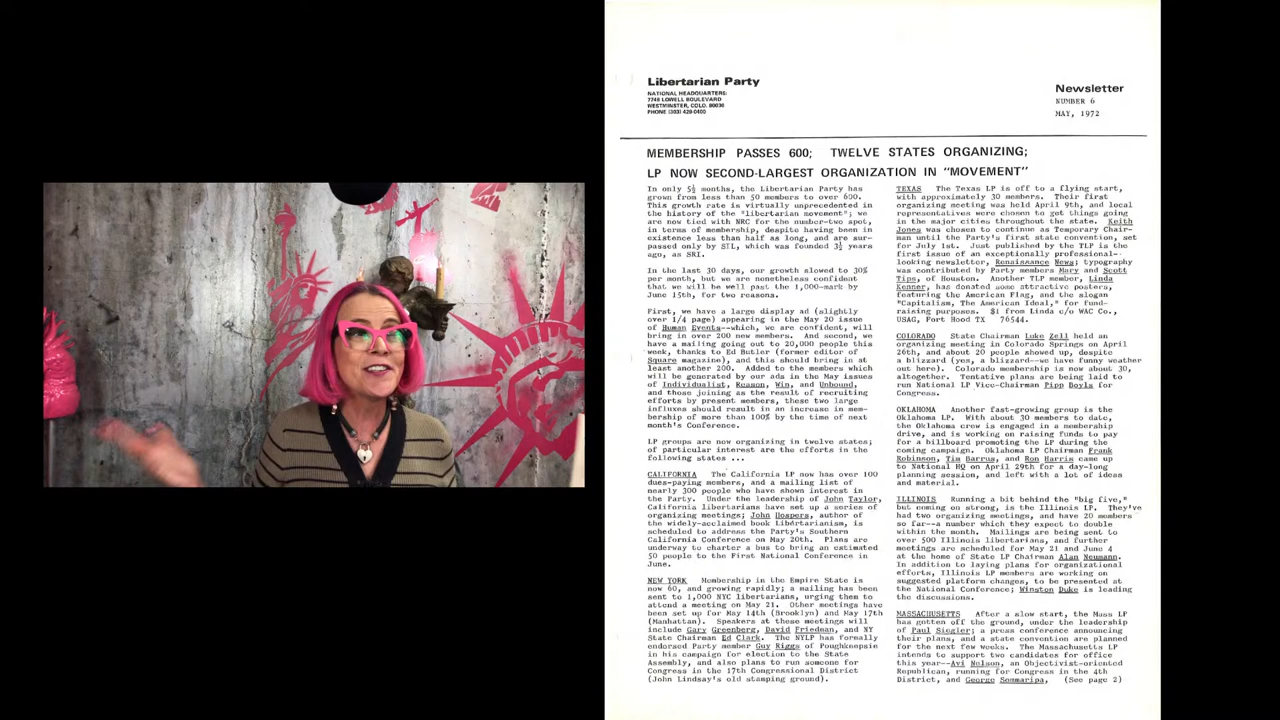 Libertarian Party
NATIONAL HEADQUARTERS:
7748 LOWELL BOULEVARD
WESTMINSTER, COLO. 80030
PHONE (303) 429-0400
Newsletter
NUMBER 6
MAY, 1972
MEMBERSHIP PASSES 600; TWELVE STATES ORGANIZING;
LP NOW SECOND-LARGEST ORGANIZATION IN "MOVEMENT"
In only 5½ months, the Libertarian Party has
grown from less than 50 members to over 600.
This growth rate is virtually unprecedented in
the history of the "libertarian movement"; we
are now tied with NRC for the number-two spot,
in terms of membership, despite having been in
existence less than half as long, and are sur-
passed only by SIL, which was founded 3½ years
ago, as SRI.
In the last 30 days, our growth slowed to 30%
per month, but we are nonetheless confident
that we will be well past the 1,000-mark by
June 15th, for two reasons.
First, we have a large display ad (slightly
over 1/4 page) appearing in the May 20 issue
of Human Events--which, we are confident, will
bring in over 200 new members. And second, we
have a mailing going out to 20,000 people this
week, thanks to Ed Butler (former editor of
Square magazine), and this should bring in at
least another 200. Added to the members which
will be generated by our ads in the May issues
of Individualist, Reason, Win, and Unbound,
and those joining as the result of recruiting
efforts by present members, these two large
influxes should result in an increase in mem-
bership of more than 100% by the time of next
month's Conference.
LP groups are now organizing in twelve states;
of particular interest are the efforts in the
following states ...
CALIFORNIA The California LP now has over 100
dues-paying members, and a mailing list of
nearly 300 people who have shown interest in
the Party. Under the leadership of John Taylor,
California libertarians have set up a series of
organizing meetings; John Hospers, author of
the widely-acclaimed book Libertarianism, is
scheduled to address the Party's Southern
California Conference on May 20th. Plans are
underway to charter a bus to bring an estimated
50 people to the First National Conference in
June.
NEW YORK Membership in the Empire State is
now 60, and growing rapidly; a mailing has been
sent to 1,000 NYC libertarians, urging them to
attend a meeting on May 21. Other meetings have
been set up for May 14th (Brooklyn) and May 17th
(Manhattan). Speakers at these meetings will
include Gary Greenberg, David Friedman, and NY
State Chairman Ed Clark. The NYLP has formally
endorsed Party member Guy Riggs of Poughkeepsie
in his campaign for election to the State
Assembly, and also plans to run someone for
Congress in the 17th Congressional District
(John Lindsay's old stamping ground).
TEXAS The Texas LP is off to a flying start,
with approximately 30 members. Their first
organizing meeting was held April 9th, and local
representatives were chosen to get things going
in the major cities throughout the state. Keith
Jones was chosen to continue as Temporary Chair-
man until the Party's first state convention, set
for July 1st. Just published by the TLP is the
first issue of an exceptionally professional-
looking newsletter, Renaissance News; typography
was contributed by Party members Mary and Scott
Tips, of Houston. Another TLP member, Linda
Kenner, has donated some attractive posters,
featuring the American Flag, and the slogan
"Capitalism, The American Ideal," for fund-
raising purposes. $1 from Linda c/o WAC Co.,
USAG, Fort Hood TX 76544.
COLORADO State Chairman Luke Zell held an
organizing meeting in Colorado Springs on April
26th, and about 20 people showed up, despite
a blizzard (yes, a blizzard--we have funny weather
out here). Colorado membership is now about 30,
altogether. Tentative plans are being laid to
run National LP Vice-Chairman Pipp Boyls for
Congress.
OKLAHOMA Another fast-growing group is the
Oklahoma LP. With about 30 members to date,
the Oklahoma crew is engaged in a membership
drive, and is working on raising funds to pay
for a billboard promoting the LP during the
coming campaign. Oklahoma LP Chairman Frank
Robinson, Tim Barrus, and Ron Harris came up
to National HQ on April 29th for a day-long
planning session, and left with a lot of ideas
and material.
ILLINOIS Running a bit behind the "big five,"
but coming on strong, is the Illinois LP. They've
had two organizing meetings, and have 20 members
so far--a number which they expect to double
within the month. Mailings are being sent to
over 500 Illinois libertarians, and further
meetings are scheduled for May 21 and June 4
at the home of State LP Chairman Alan Neumann.
In addition to laying plans for organizational
efforts, Illinois LP members are working on
suggested platform changes, to be presented at
the National Conference; Winston Duke is leading
the discussions.
MASSACHUSETTS After a slow start, the Mass LP
has gotten off the ground, under the leadership
of Paul Siegler; a press conference announcing
their plans, and a state convention are planned
for the next few weeks. The Massachusetts LP
intends to support two candidates for office
this year--Avi Nelson, an Objectivist-oriented
Republican, running for Congress in the 4th
District, and George Sommaripa, (See page 2)